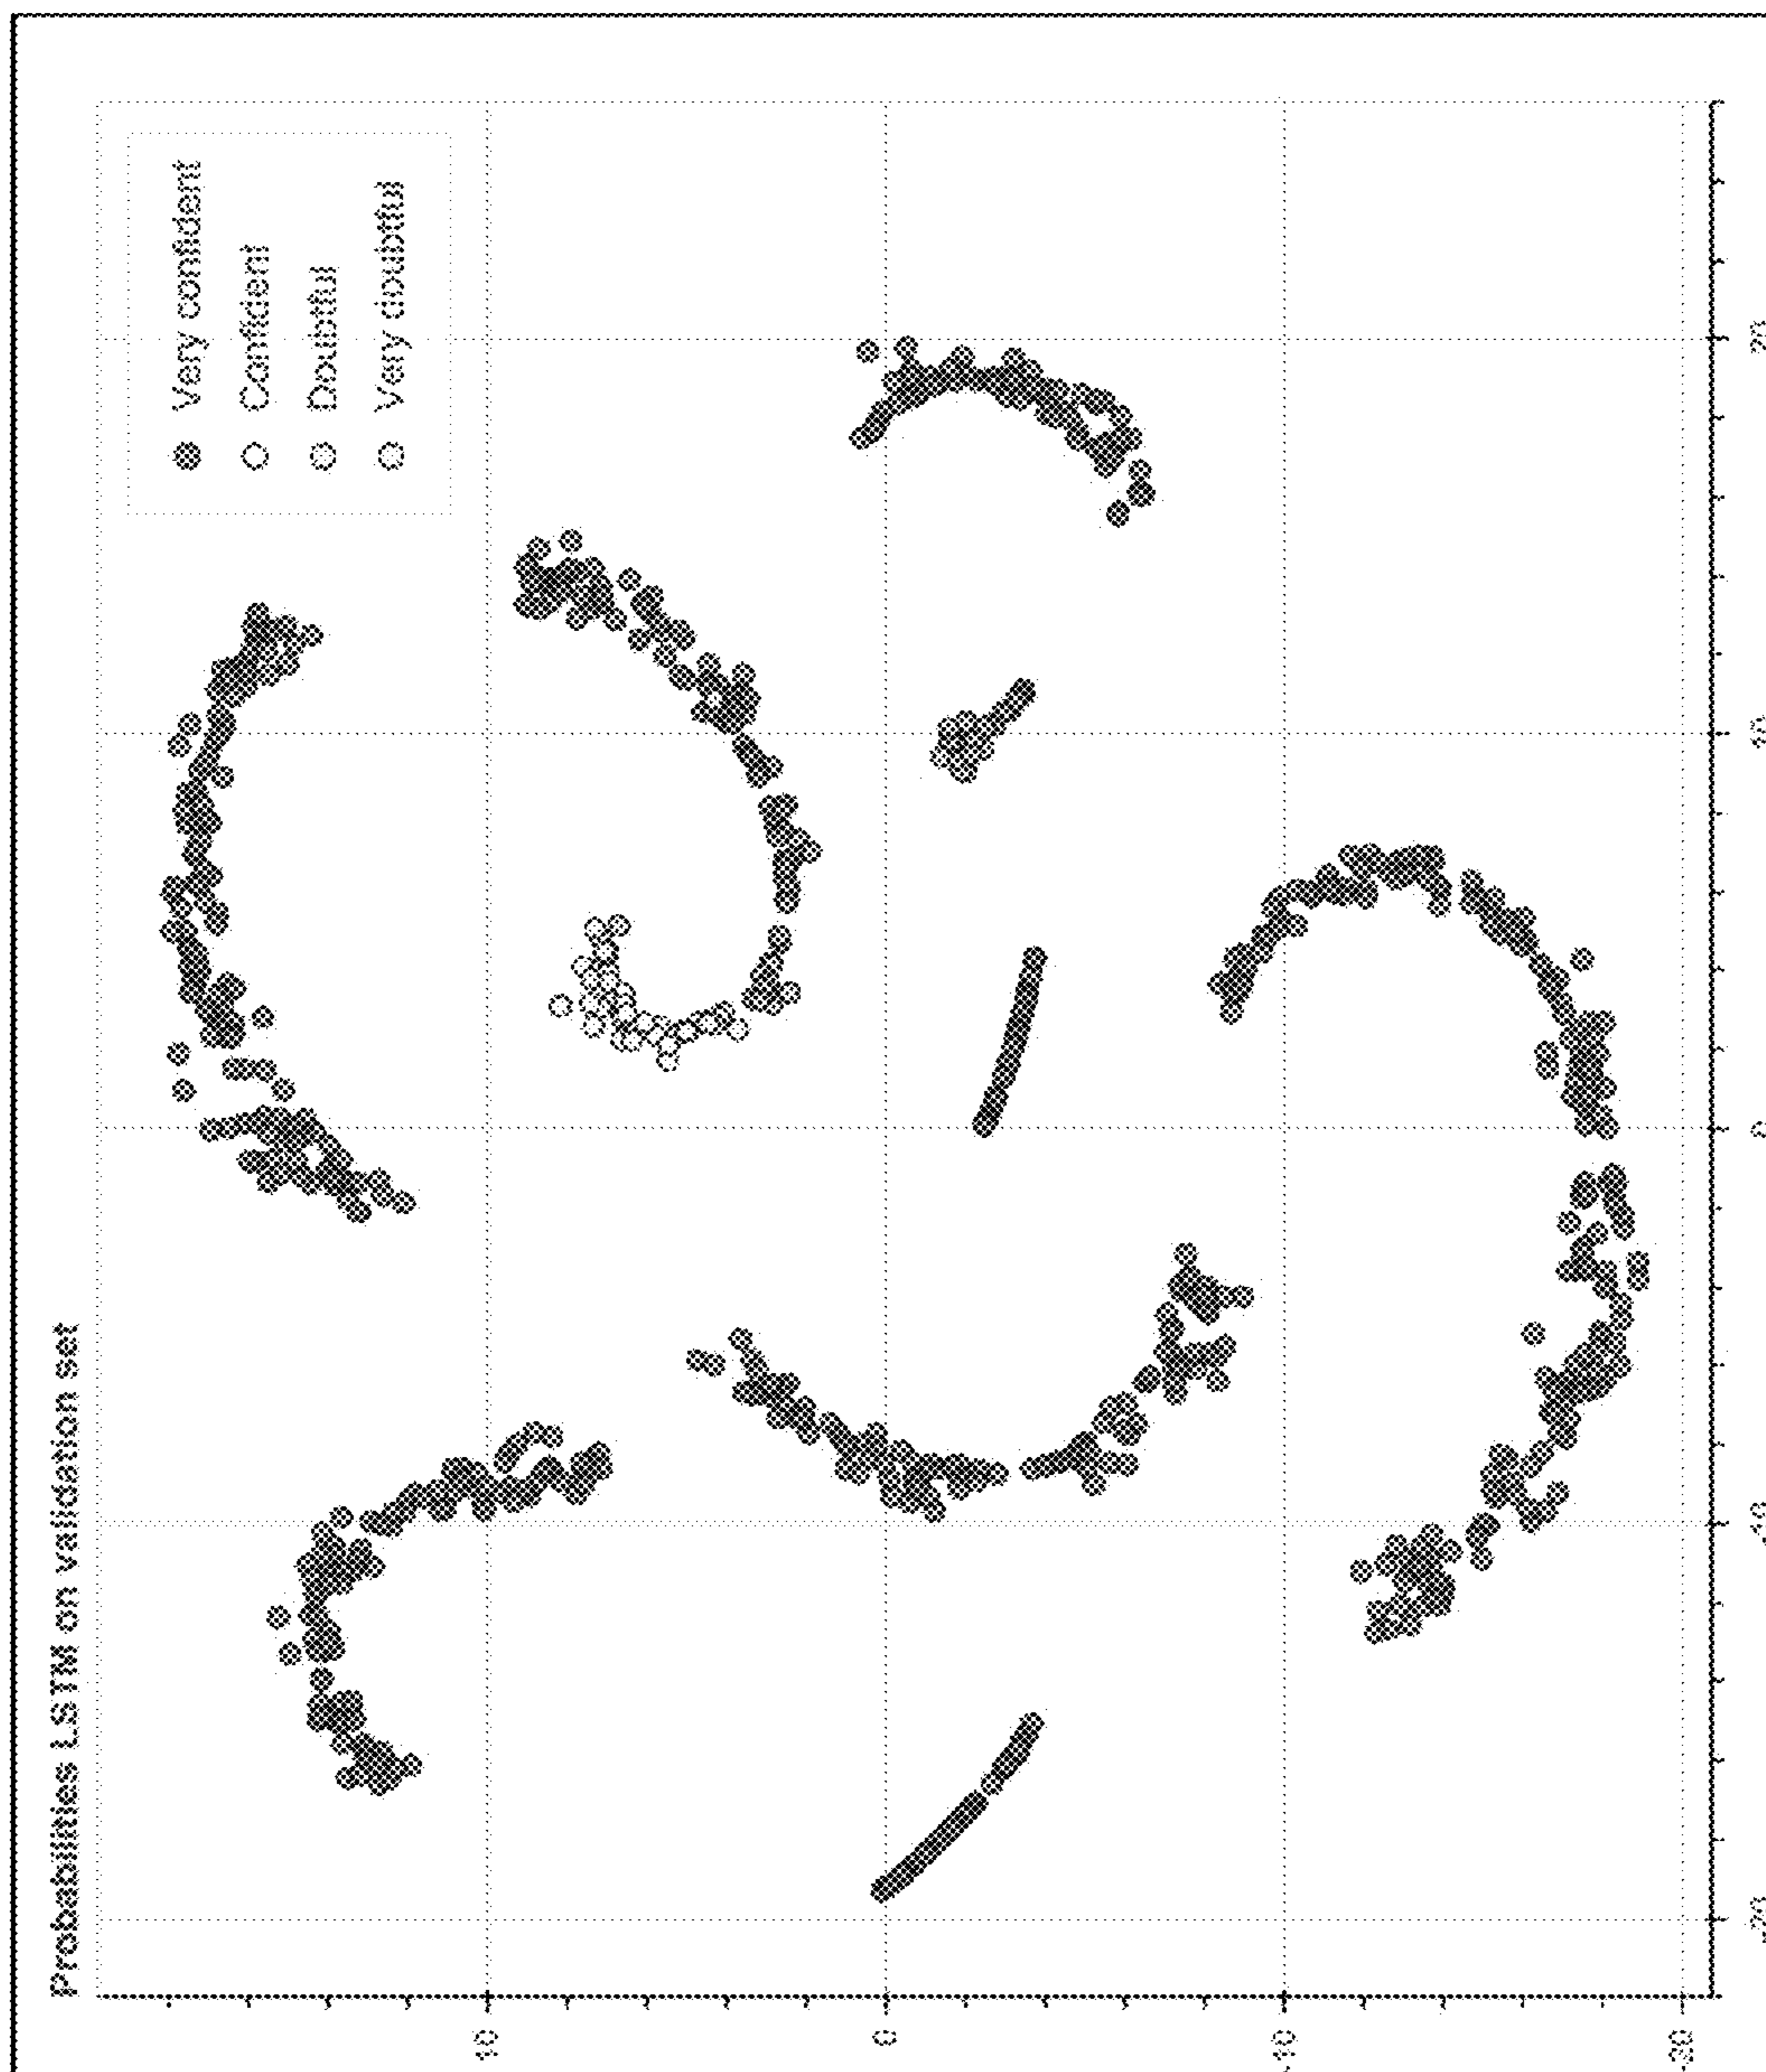 Probabilities LSTM on validation set
Very confident
Confident
Doubtful
Very doubtful
10
0
-10
-20
-20
-10
0
10
20